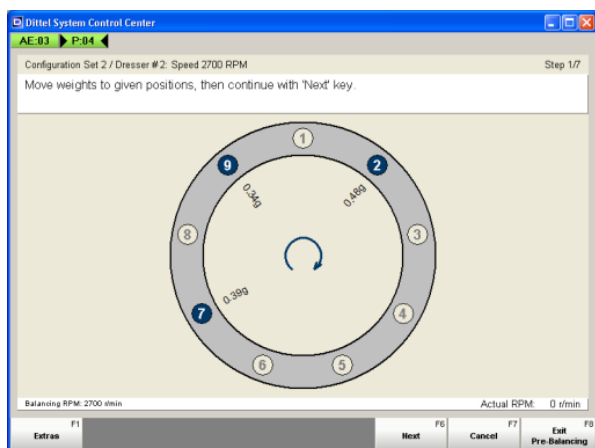 Dittel System Control Center
AE:03 P:04
Configuration Set 2 / Dresser #2: Speed 2700 RPM Step 1/7
Move weights to given positions, then continue with 'Next' key.
1
9 2
0.34g 0.48g
8 3
0.39g
7 4
6 5
Balancing RPM: 2700 r/min Actual RPM: 0 r/min
F1 F6 F7 F8
Extras Next Cancel Exit
Pre-Balancing